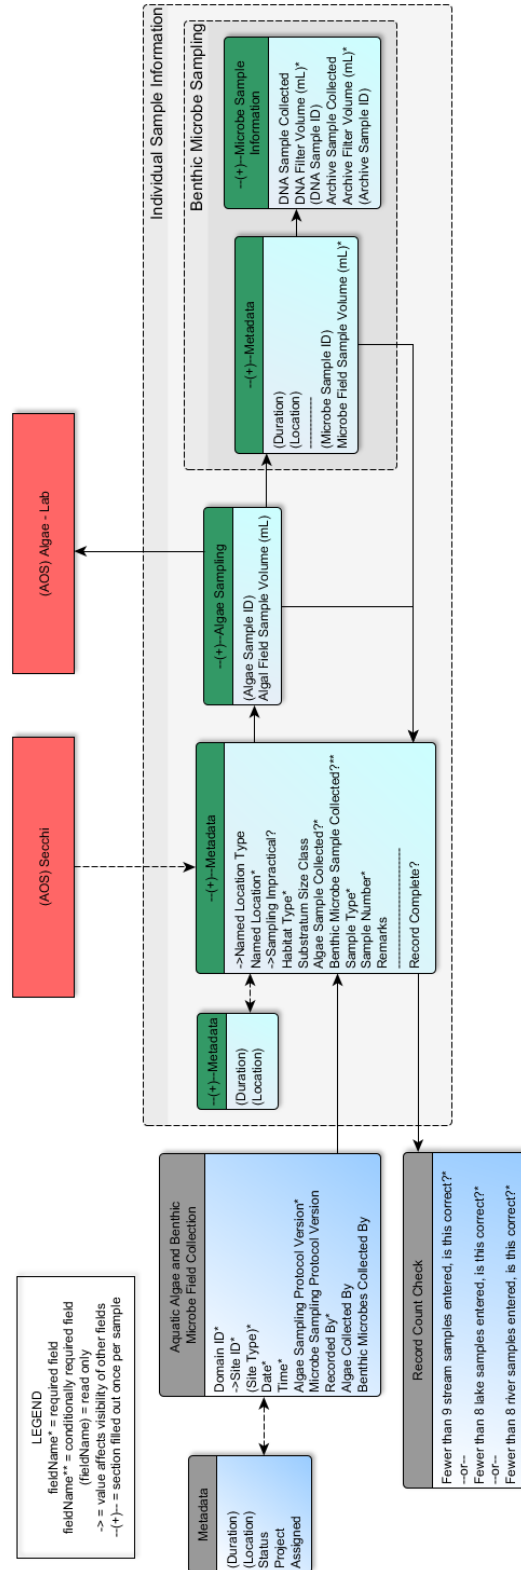 LEGEND
fieldName* = required field
fieldName** = conditionally required field
(fieldName) = read only
-> = value affects visibility of other fields
--(+)-- = section filled out once per sample
Metadata
(Duration)
(Location)
Status
Project
Assigned
Aquatic Algae and Benthic
Microbe Field Collection
Domain ID*
->Site ID*
(Site Type)*
Date*
Time*
Algae Sampling Protocol Version*
Microbe Sampling Protocol Version
Recorded By*
Algae Collected By
Benthic Microbes Collected By
Record Count Check
Fewer than 9 stream samples entered, is this correct?*
--or--
Fewer than 8 lake samples entered, is this correct?*
--or--
Fewer than 8 river samples entered, is this correct?*
(AOS) Secchi
(AOS) Algae - Lab
Individual Sample Information
--(+)--Metadata
(Duration)
(Location)
--(+)--Metadata
->Named Location Type
Named Location*
->Sampling Impractical?
Habitat Type*
Substratum Size Class
Algae Sample Collected?*
Benthic Microbe Sample Collected?**
Sample Type*
Sample Number*
Remarks
--------------------
Record Complete?
--(+)--Algae Sampling
(Algae Sample ID)
Algal Field Sample Volume (mL)
Benthic Microbe Sampling
--(+)--Metadata
(Duration)
(Location)
--------------
(Microbe Sample ID)
Microbe Field Sample Volume (mL)*
--(+)--Microbe Sample
Information
DNA Sample Collected
DNA Filter Volume (mL)*
(DNA Sample ID)
Archive Sample Collected
Archive Filter Volume (mL)*
(Archive Sample ID)